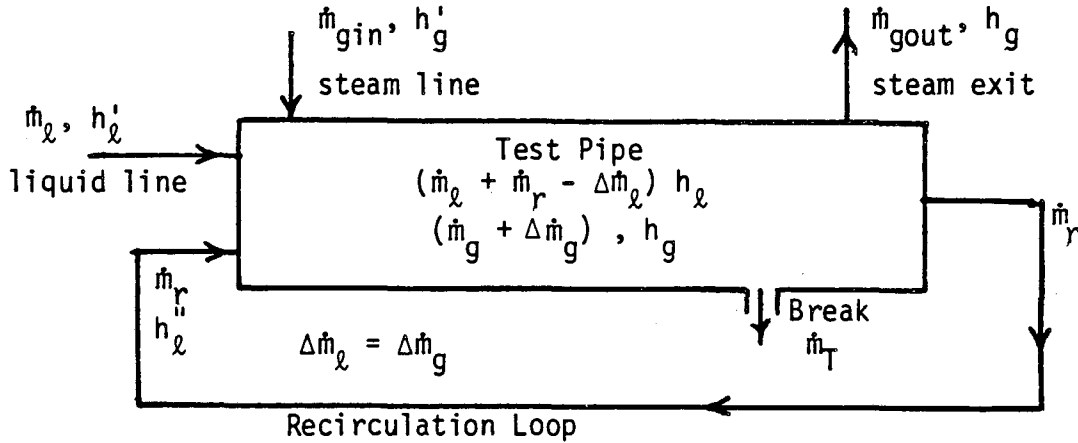 ṁgin, h'g
steam line
ṁgout, hg
steam exit
ṁℓ, h'ℓ
liquid line
Test Pipe
(ṁℓ + ṁr - Δṁℓ) hℓ
(ṁg + Δṁg) , hg
ṁr
ṁr
h"ℓ
Break
ṁT
Δṁℓ = Δṁg
Recirculation Loop